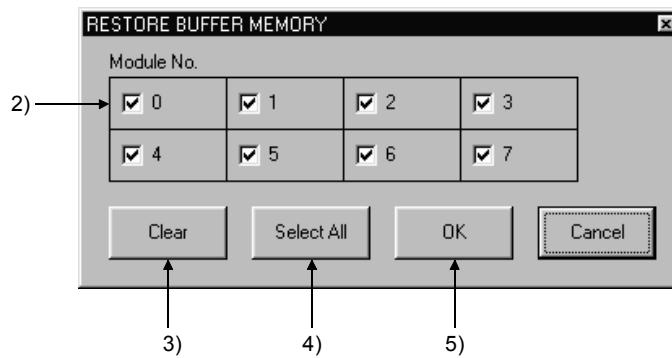 RESTORE BUFFER MEMORY
Module No.
2) 0 1 2 3
4 5 6 7
Clear Select All OK Cancel
3) 4) 5)